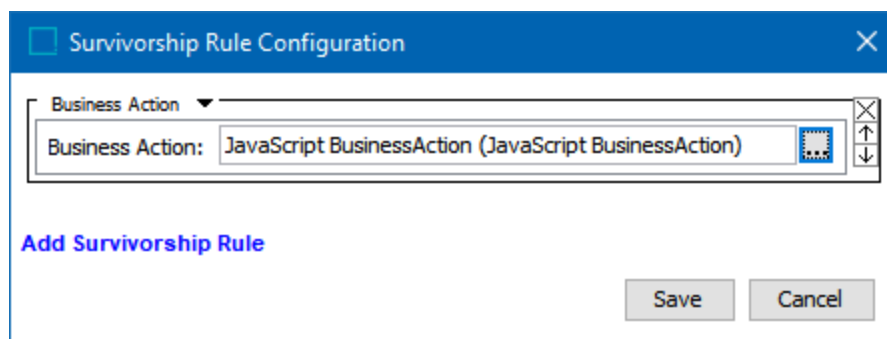 Survivorship Rule Configuration
Business Action
Business Action: JavaScript BusinessAction (JavaScript BusinessAction) ...
Add Survivorship Rule
Save Cancel